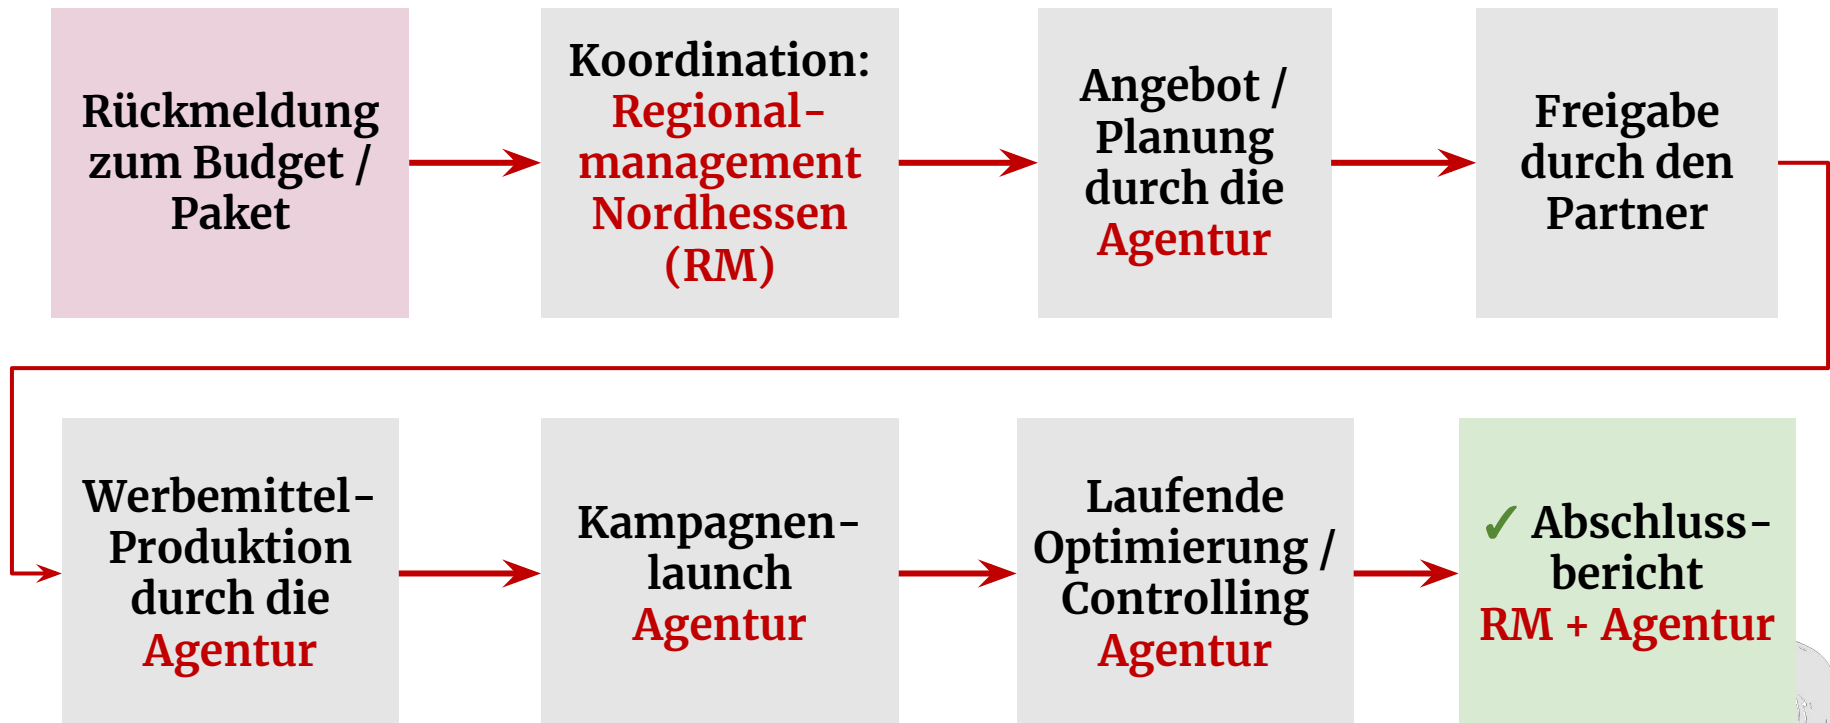 Rückmeldung
zum Budget /
Paket
Koordination:
Regional-
management
Nordhessen
(RM)
Angebot /
Planung
durch die
Agentur
Freigabe
durch den
Partner
Werbemittel-
Produktion
durch die
Agentur
Kampagnen-
launch
Agentur
Laufende
Optimierung /
Controlling
Agentur
✓ Abschluss-
bericht
RM + Agentur